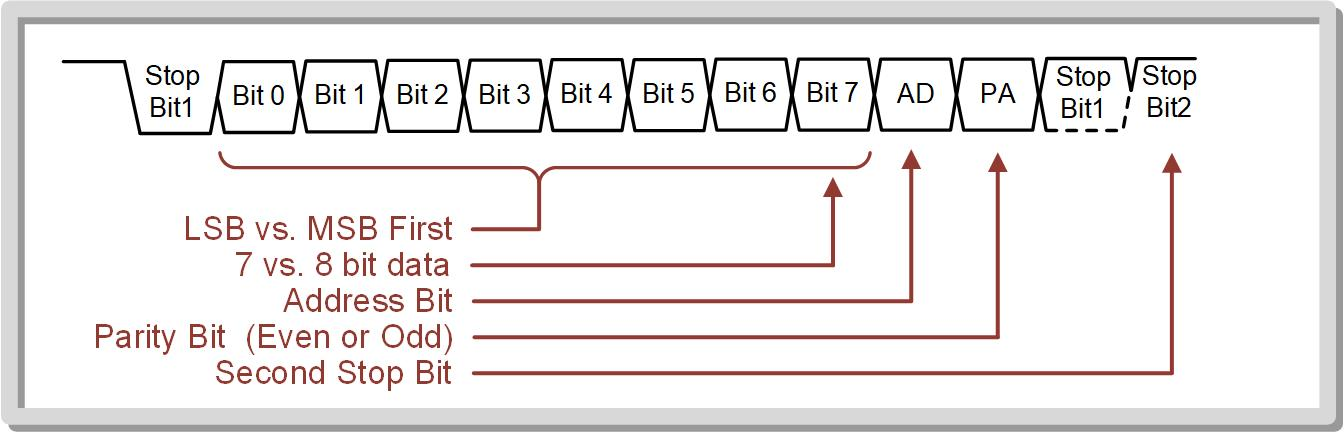 Stop Bit1 Bit 0 Bit 1 Bit 2 Bit 3 Bit 4 Bit 5 Bit 6 Bit 7 AD PA Stop Bit1 Stop Bit2
LSB vs. MSB First
7 vs. 8 bit data
Address Bit
Parity Bit (Even or Odd)
Second Stop Bit